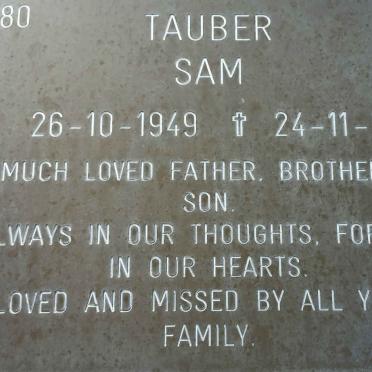 80
TAUBER
SAM
26-10-1949 ✝ 24-11-
MUCH LOVED FATHER, BROTHER
SON.
LWAYS IN OUR THOUGHTS, FOR
IN OUR HEARTS.
LOVED AND MISSED BY ALL Y
FAMILY.